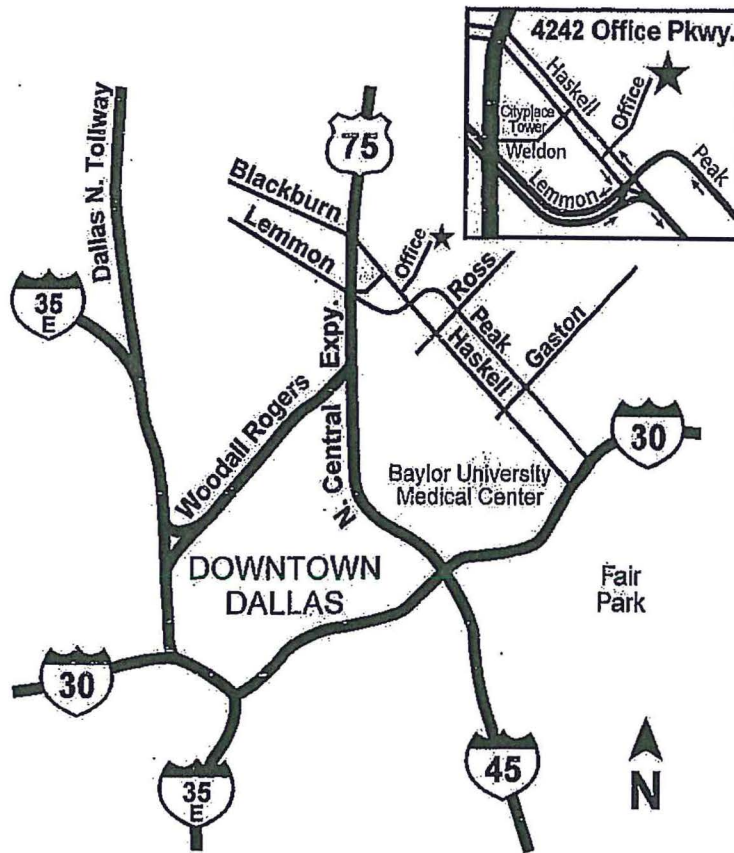 4242 Office Pkwy.
Haskell
Office
Cityplace
Tower
Weldon
Lemmon
Peak
Dallas N. Tollway
75
Blackburn
Lemmon
Office
Ross
Peak
Haskell
Gaston
35
E
N. Central Expy.
Woodall Rogers
30
Baylor University
Medical Center
DOWNTOWN
DALLAS
Fair
Park
30
35
E
45
N